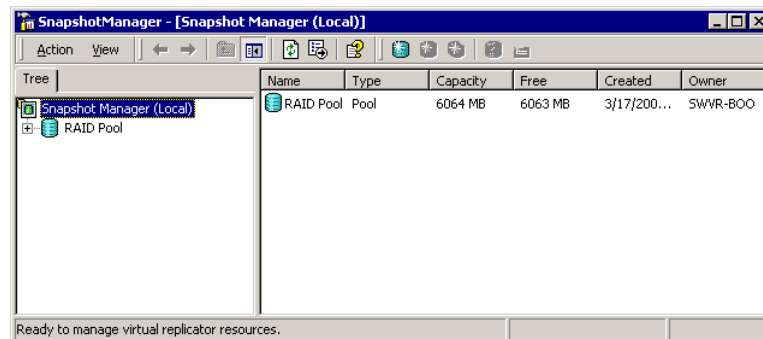 SnapshotManager - [Snapshot Manager (Local)]
Action View
Tree
Name Type Capacity Free Created Owner
Snapshot Manager (Local)
RAID Pool
RAID Pool Pool 6064 MB 6063 MB 3/17/200... SWVR-BOO
Ready to manage virtual replicator resources.